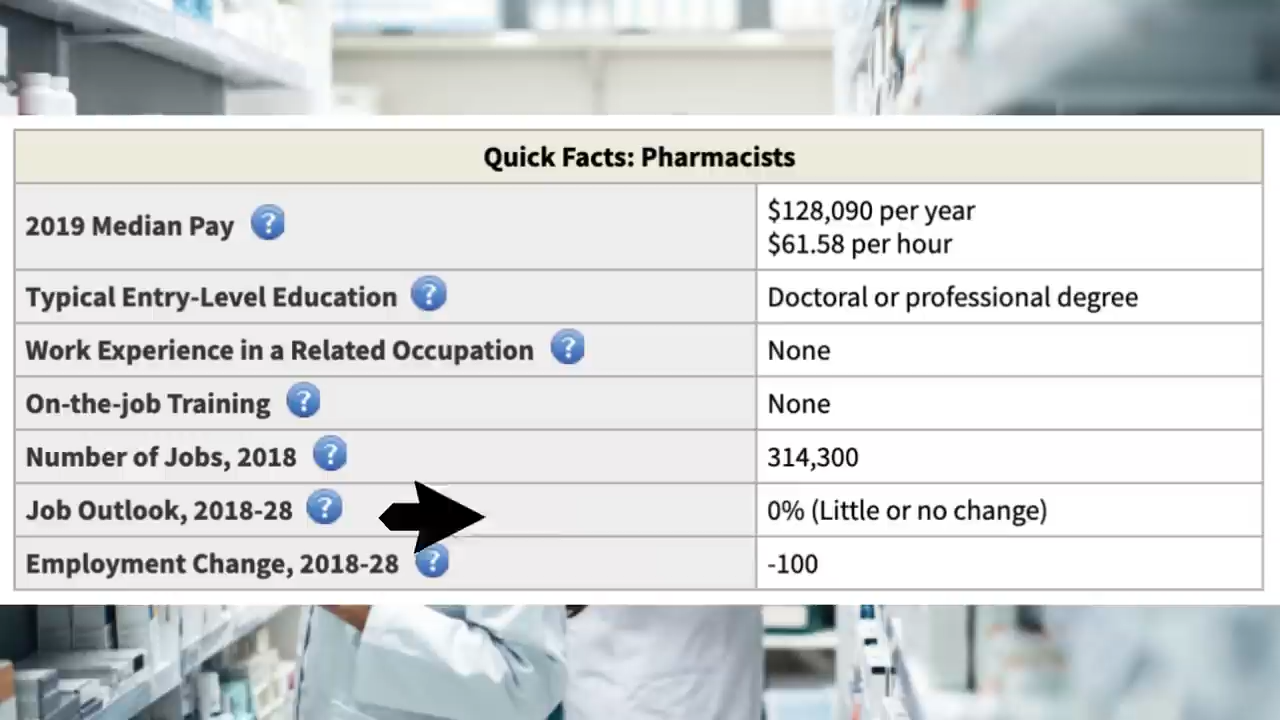 Quick Facts: Pharmacists
2019 Median Pay ?
$128,090 per year
$61.58 per hour
Typical Entry-Level Education ?
Doctoral or professional degree
Work Experience in a Related Occupation ?
None
On-the-job Training ?
None
Number of Jobs, 2018 ?
314,300
Job Outlook, 2018-28 ?
0% (Little or no change)
Employment Change, 2018-28 ?
-100